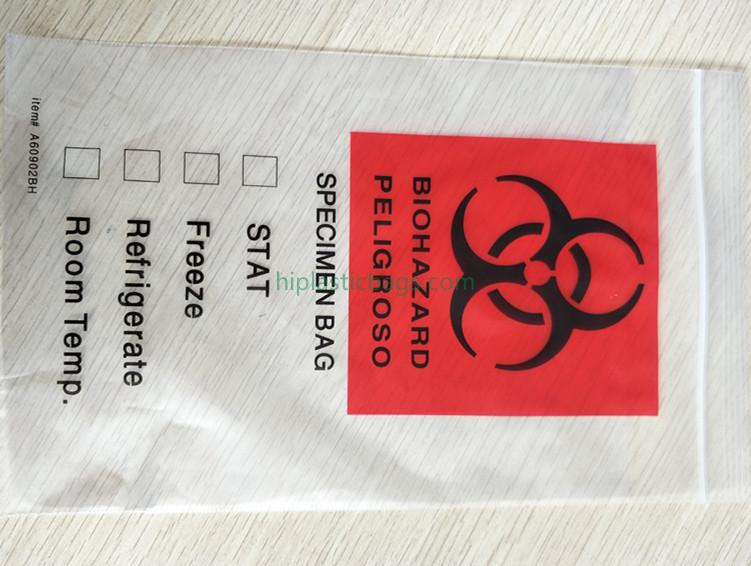 BIOHAZARD
PELIGROSO
SPECIMEN BAG
STAT
Freeze
Refrigerate
Room Temp.
item# A60902BH
hiplasticbags.com